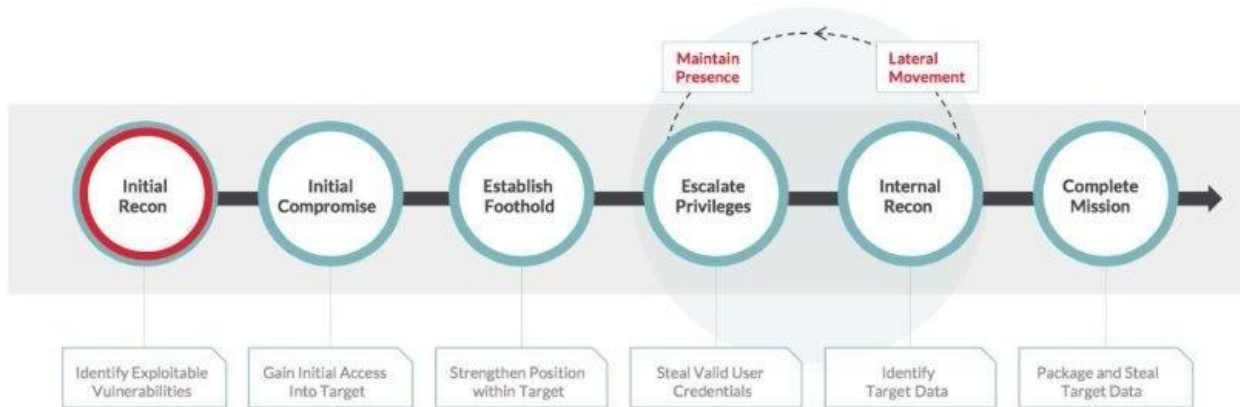 Maintain
Presence
Lateral
Movement
Initial
Recon
Initial
Compromise
Establish
Foothold
Escalate
Privileges
Internal
Recon
Complete
Mission
Identify Exploitable
Vulnerabilities
Gain Initial Access
Into Target
Strengthen Position
within Target
Steal Valid User
Credentials
Identify
Target Data
Package and Steal
Target Data